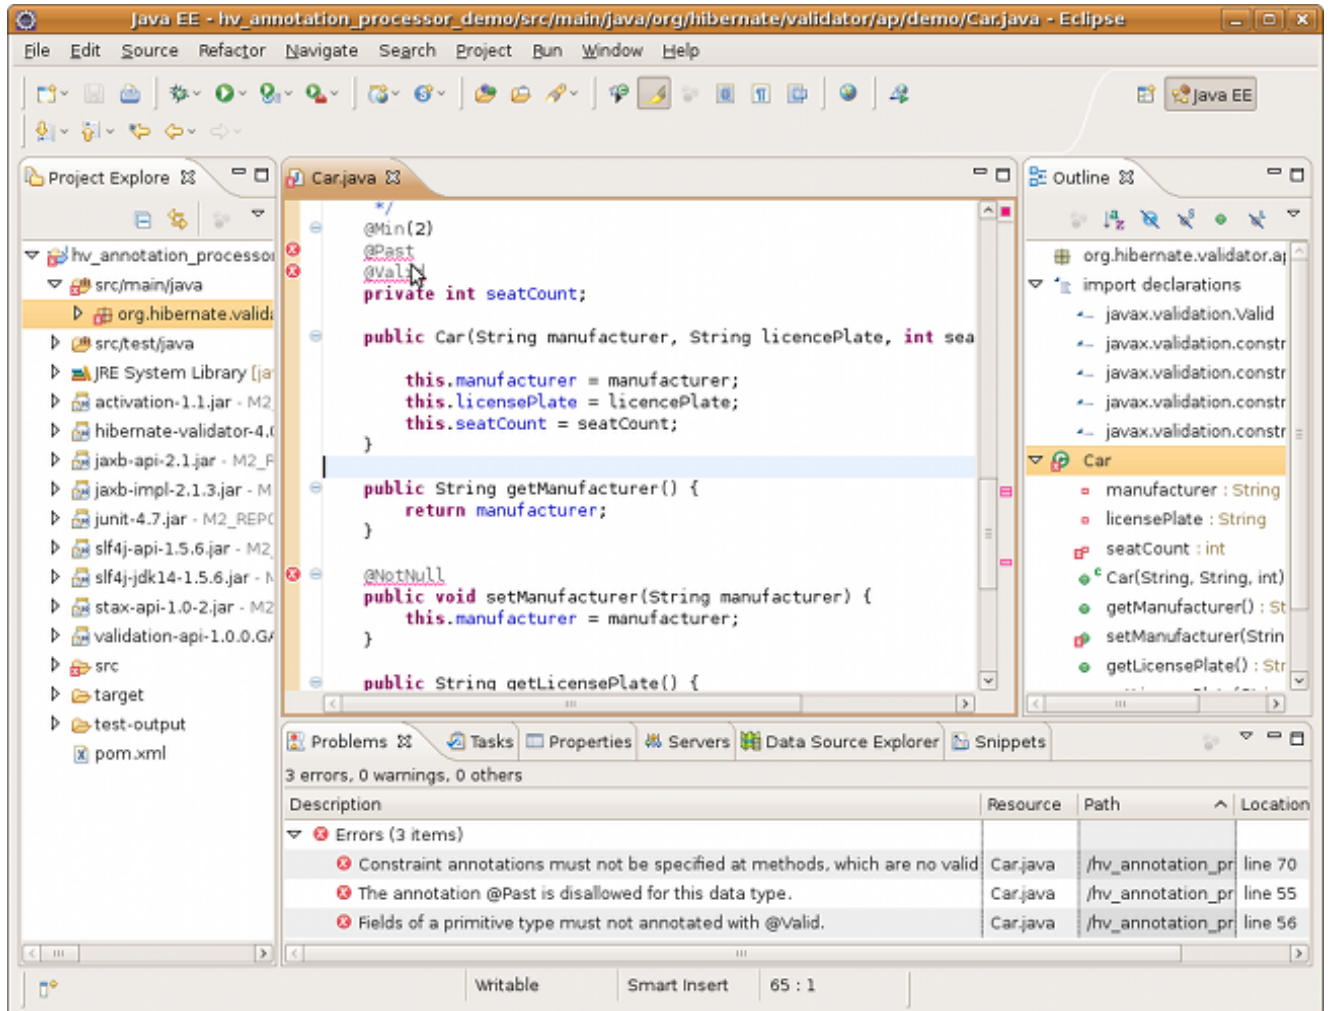 Java EE - hv_annotation_processor_demo/src/main/java/org/hibernate/validator/ap/demo/Car.java - Eclipse
File Edit Source Refactor Navigate Search Project Run Window Help
Java EE
Project Explore
hv_annotation_processo
src/main/java
org.hibernate.valida
src/test/java
JRE System Library [ja
activation-1.1.jar - M2_
hibernate-validator-4.0
jaxb-api-2.1.jar - M2_R
jaxb-impl-2.1.3.jar - M
junit-4.7.jar - M2_REPO
slf4j-api-1.5.6.jar - M2_
slf4j-jdk14-1.5.6.jar - M
stax-api-1.0-2.jar - M2
validation-api-1.0.0.GA
src
target
test-output
pom.xml
Car.java
*/
@Min(2)
@Past
@Valid
private int seatCount;
public Car(String manufacturer, String licencePlate, int sea
this.manufacturer = manufacturer;
this.licensePlate = licencePlate;
this.seatCount = seatCount;
}
public String getManufacturer() {
return manufacturer;
}
@NotNull
public void setManufacturer(String manufacturer) {
this.manufacturer = manufacturer;
}
public String getLicensePlate() {
Outline
org.hibernate.validator.ap
import declarations
javax.validation.Valid
javax.validation.constr
javax.validation.constr
javax.validation.constr
javax.validation.constr
Car
manufacturer : String
licensePlate : String
seatCount : int
Car(String, String, int)
getManufacturer() : St
setManufacturer(Strin
getLicensePlate() : Str
Problems Tasks Properties Servers Data Source Explorer Snippets
3 errors, 0 warnings, 0 others
Description Resource Path Location
Errors (3 items)
Constraint annotations must not be specified at methods, which are no valid Car.java /hv_annotation_pr line 70
The annotation @Past is disallowed for this data type. Car.java /hv_annotation_pr line 55
Fields of a primitive type must not annotated with @Valid. Car.java /hv_annotation_pr line 56
Writable Smart Insert 65 : 1